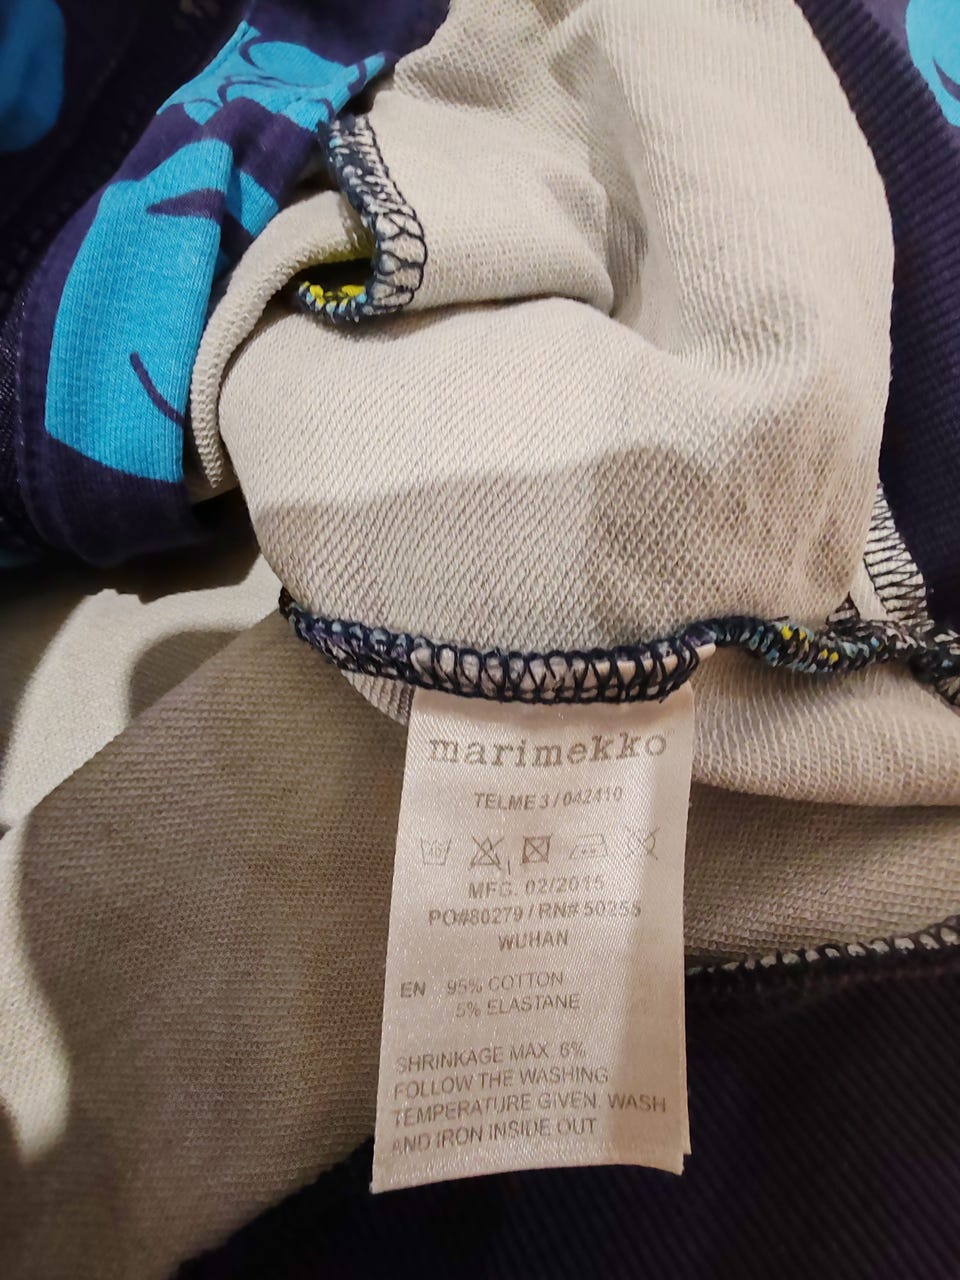 marimekko
TELME 3 / 042410
MFG. 02/2015
PO#80279 / RN# 50255
WUHAN
EN 95% COTTON
5% ELASTANE
SHRINKAGE MAX. 6%
FOLLOW THE WASHING
TEMPERATURE GIVEN. WASH
AND IRON INSIDE OUT